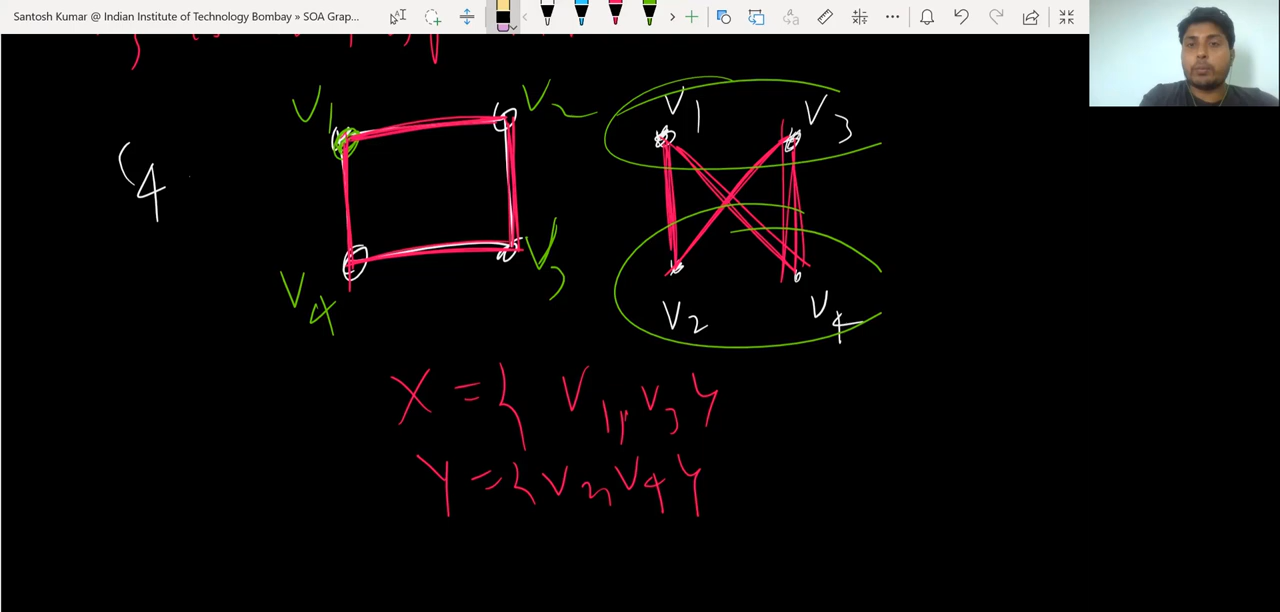 Santosh Kumar @ Indian Institute of Technology Bombay » SOA Grap...
V1 V2 V1 V3
C4
V4 V3 V2 V4
X = { V1, V3 }
Y = { V2, V4 }